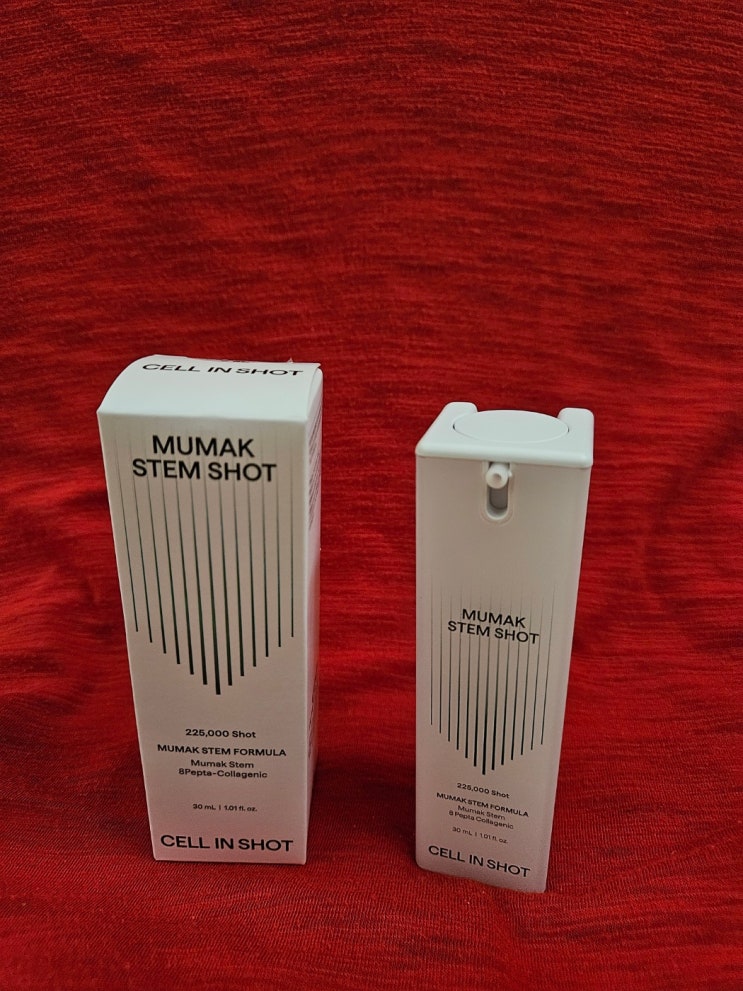 CELL IN SHOT
MUMAK
STEM SHOT
225,000 Shot
MUMAK STEM FORMULA
Mumak Stem
8Pepta-Collagenic
30 mL | 1.01 fl. oz.
CELL IN SHOT
MUMAK
STEM SHOT
225,000 Shot
MUMAK STEM FORMULA
Mumak Stem
8 Pepta Collagenic
30 mL | 1.01 fl. oz.
CELL IN SHOT